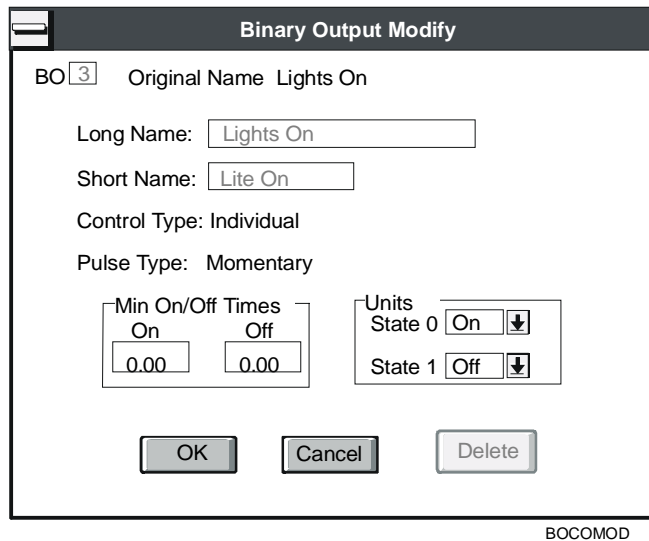 Binary Output Modify
BO 3 Original Name Lights On
Long Name: Lights On
Short Name: Lite On
Control Type: Individual
Pulse Type: Momentary
Min On/Off Times
On Off
0.00 0.00
Units
State 0 On
State 1 Off
OK Cancel Delete
BOCOMOD